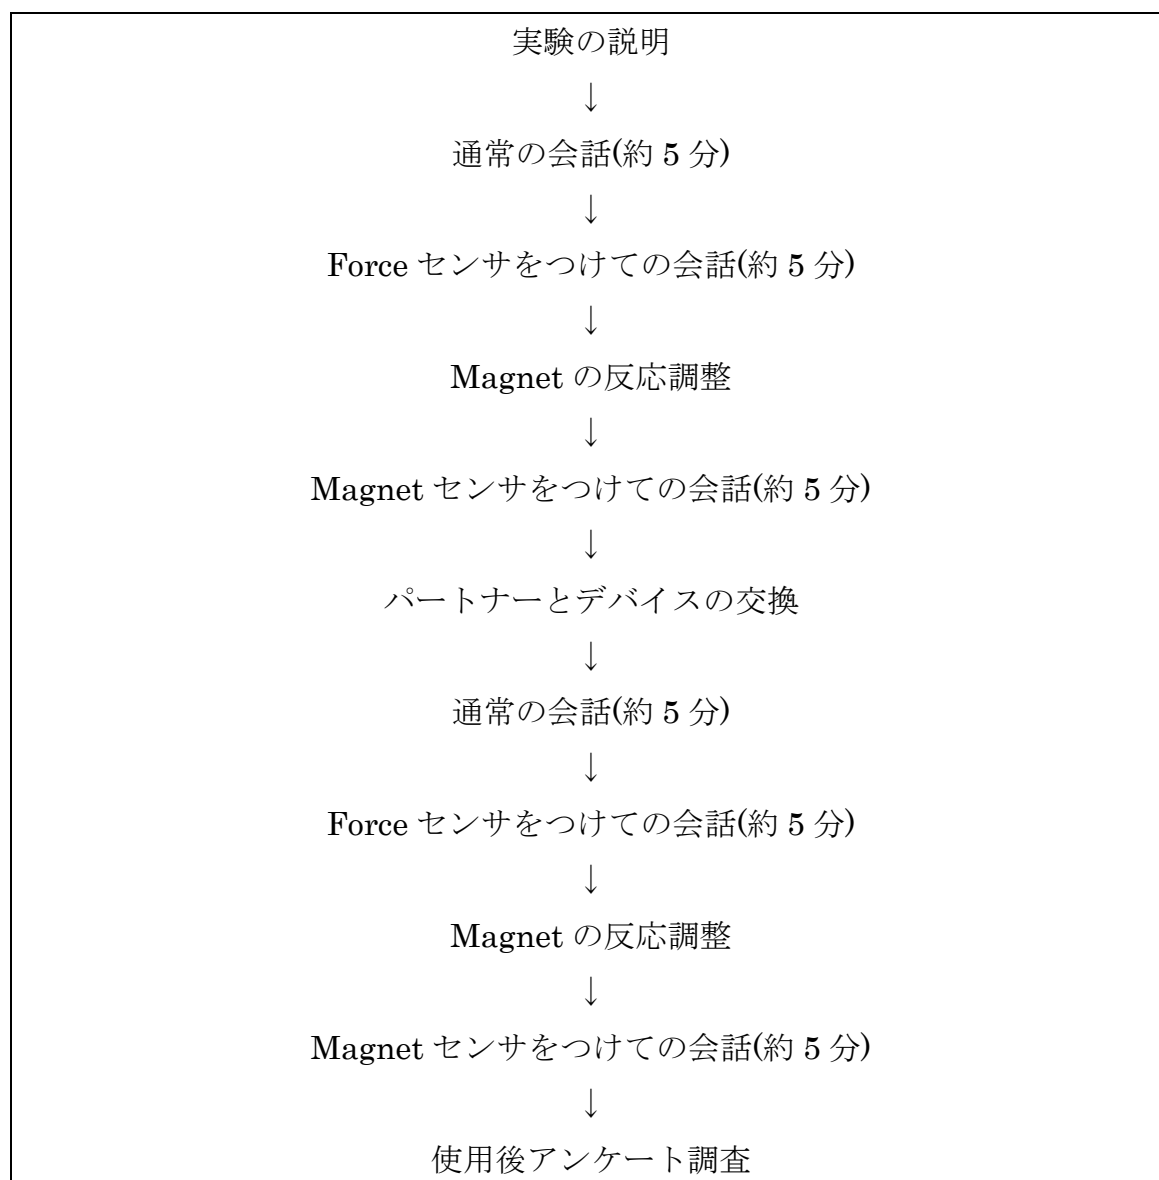 実験の説明
↓
通常の会話(約 5 分)
↓
Force センサをつけての会話(約 5 分)
↓
Magnet の反応調整
↓
Magnet センサをつけての会話(約 5 分)
↓
パートナーとデバイスの交換
↓
通常の会話(約 5 分)
↓
Force センサをつけての会話(約 5 分)
↓
Magnet の反応調整
↓
Magnet センサをつけての会話(約 5 分)
↓
使用後アンケート調査